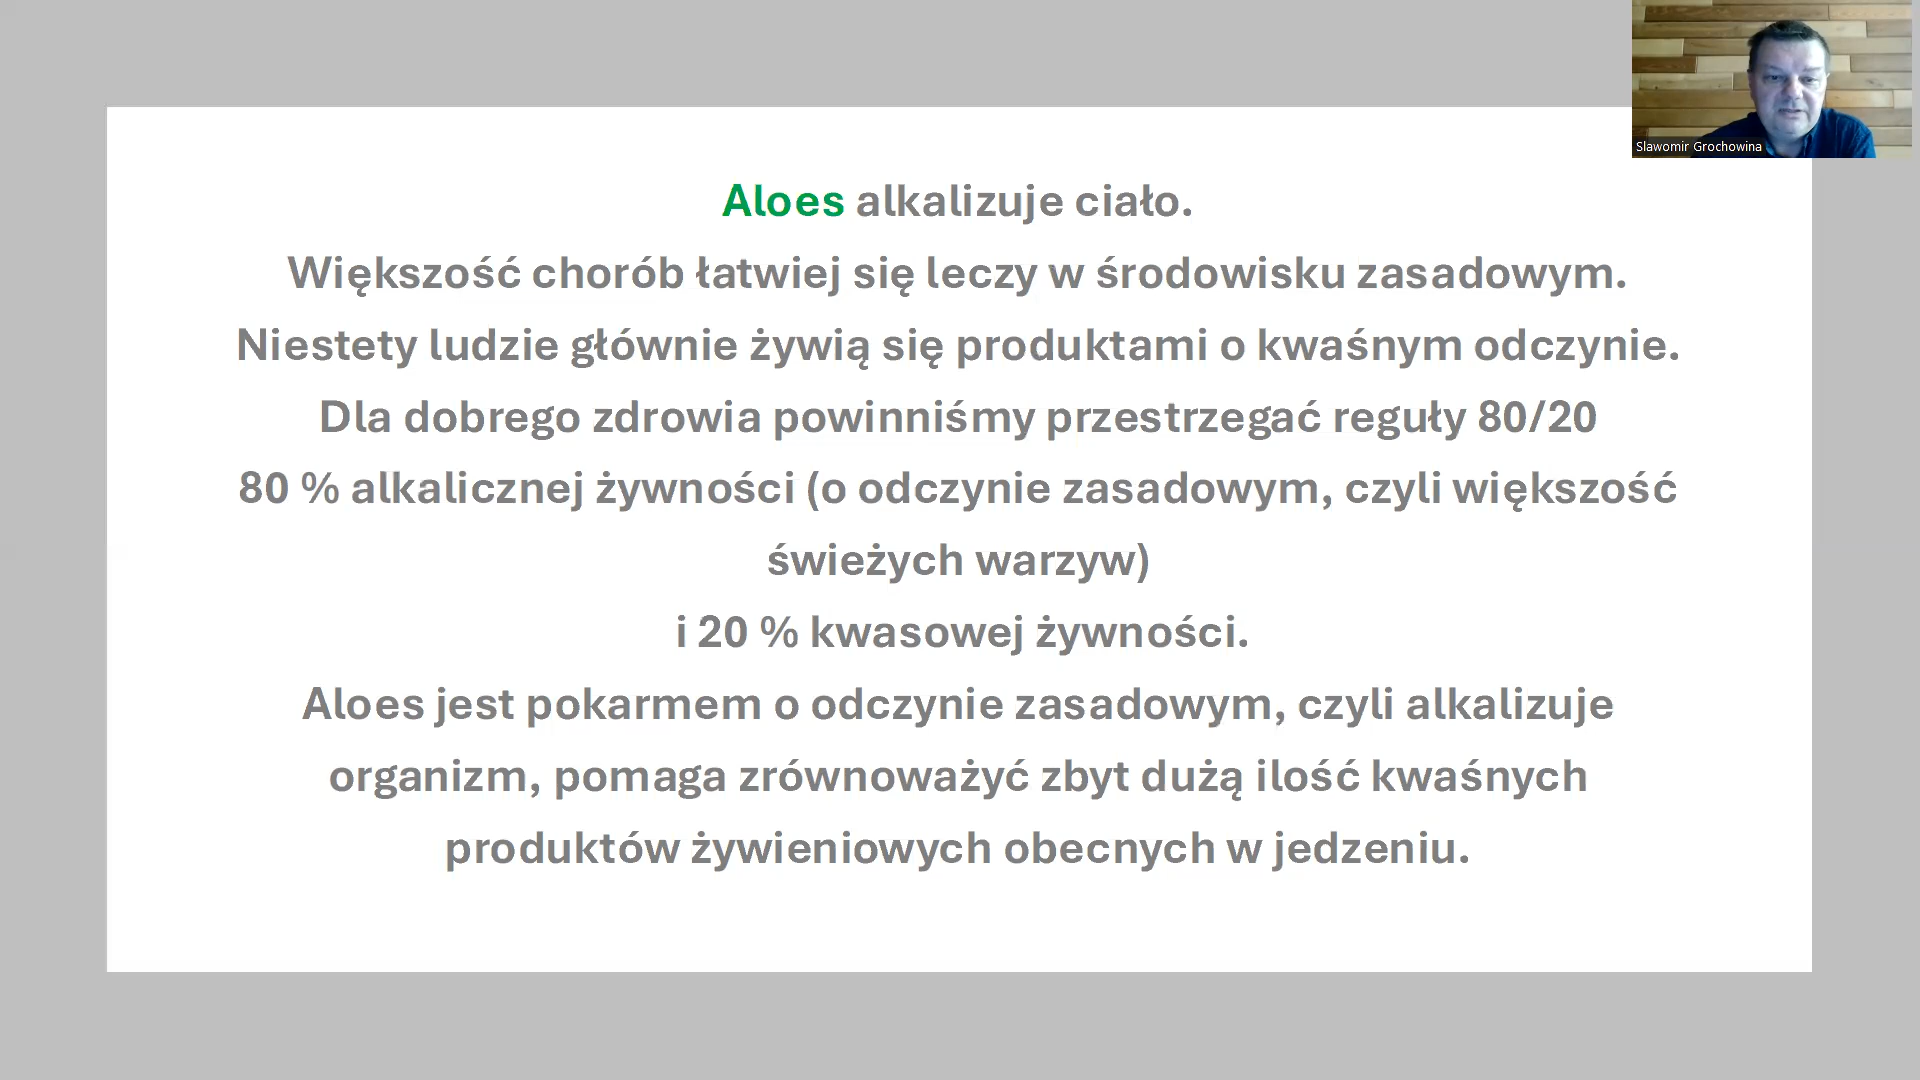 Slawomir Grochowina
Aloes alkalizuje ciało.
Większość chorób łatwiej się leczy w środowisku zasadowym.
Niestety ludzie głównie żywią się produktami o kwaśnym odczynie.
Dla dobrego zdrowia powinniśmy przestrzegać reguły 80/20
80 % alkalicznej żywności (o odczynie zasadowym, czyli większość
świeżych warzyw)
i 20 % kwasowej żywności.
Aloes jest pokarmem o odczynie zasadowym, czyli alkalizuje
organizm, pomaga zrównoważyć zbyt dużą ilość kwaśnych
produktów żywieniowych obecnych w jedzeniu.